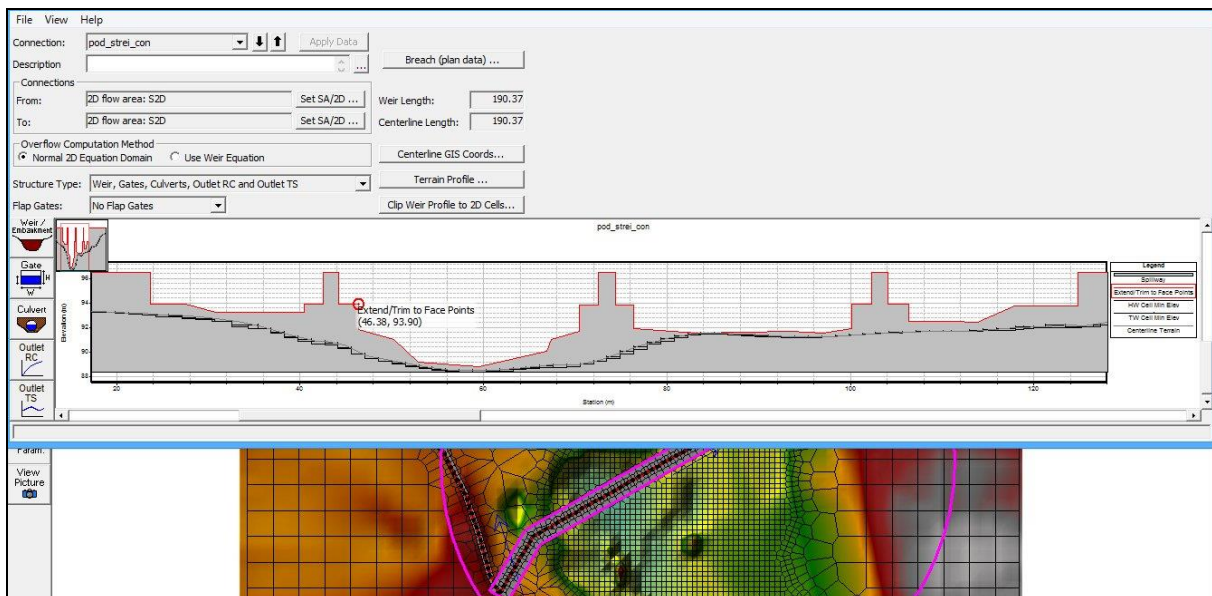 File View Help
Connection: pod_strei_con Apply Data
Description ... Breach (plan data) ...
Connections
From: 2D flow area: S2D Set SA/2D ... Weir Length: 190.37
To: 2D flow area: S2D Set SA/2D ... Centerline Length: 190.37
Overflow Computation Method
Normal 2D Equation Domain Use Weir Equation Centerline GIS Coords...
Structure Type: Weir, Gates, Culverts, Outlet RC and Outlet TS Terrain Profile ...
Flap Gates: No Flap Gates Clip Weir Profile to 2D Cells...
Weir / Embankment
pod_strei_con
Gate
H
W
Culvert
Outlet RC
Outlet TS
Elevation (m)
96
94
92
90
88
Extend/Trim to Face Points
(46.38, 93.90)
20 40 60 80 100 120
Station (m)
Legend
Spillway
Extend/Trim to Face Points
HW Cell Min Elev
TW Cell Min Elev
Centerline Terrain
Param.
View Picture